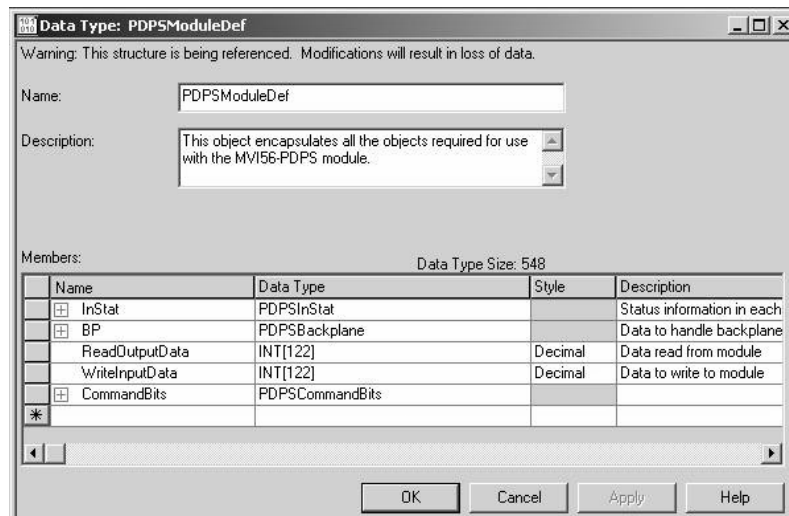 Data Type: PDPSModuleDef
Warning: This structure is being referenced. Modifications will result in loss of data.
Name: PDPSModuleDef
Description: This object encapsulates all the objects required for use
with the MVI56-PDPS module.
Members: Data Type Size: 548
Name Data Type Style Description
InStat PDPSInStat Status information in each
BP PDPSBackplane Data to handle backplane
ReadOutputData INT[122] Decimal Data read from module
WriteInputData INT[122] Decimal Data to write to module
CommandBits PDPSCommandBits
OK Cancel Apply Help